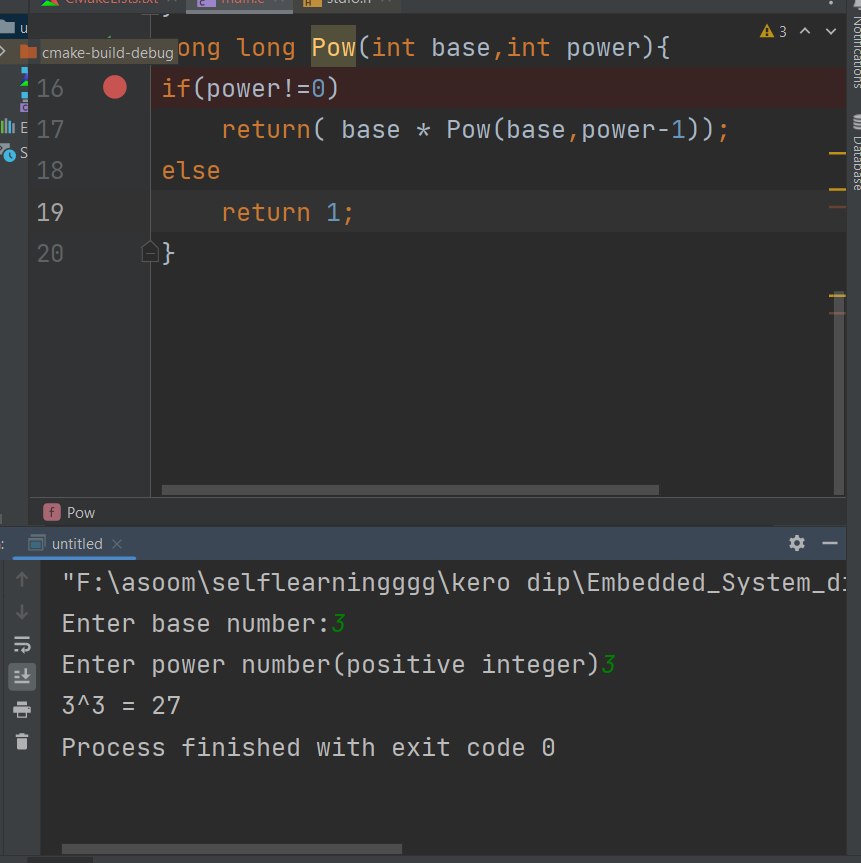 CMakeLists.txt main.c stdio.h
cmake-build-debug
ong long Pow(int base,int power){
3
16 if(power!=0)
17 return( base * Pow(base,power-1));
18 else
19 return 1;
20 }
Notifications
Database
f Pow
untitled
"F:\asoom\selflearningggg\kero dip\Embedded_System_di
Enter base number:3
Enter power number(positive integer)3
3^3 = 27
Process finished with exit code 0